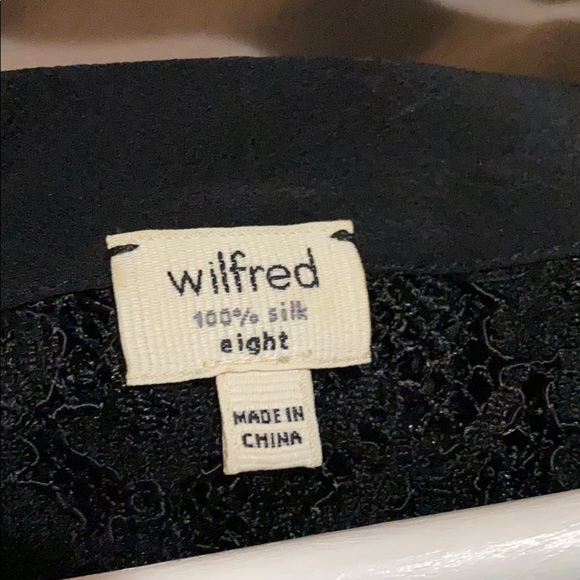 wilfred
100% silk
eight
MADE IN
CHINA